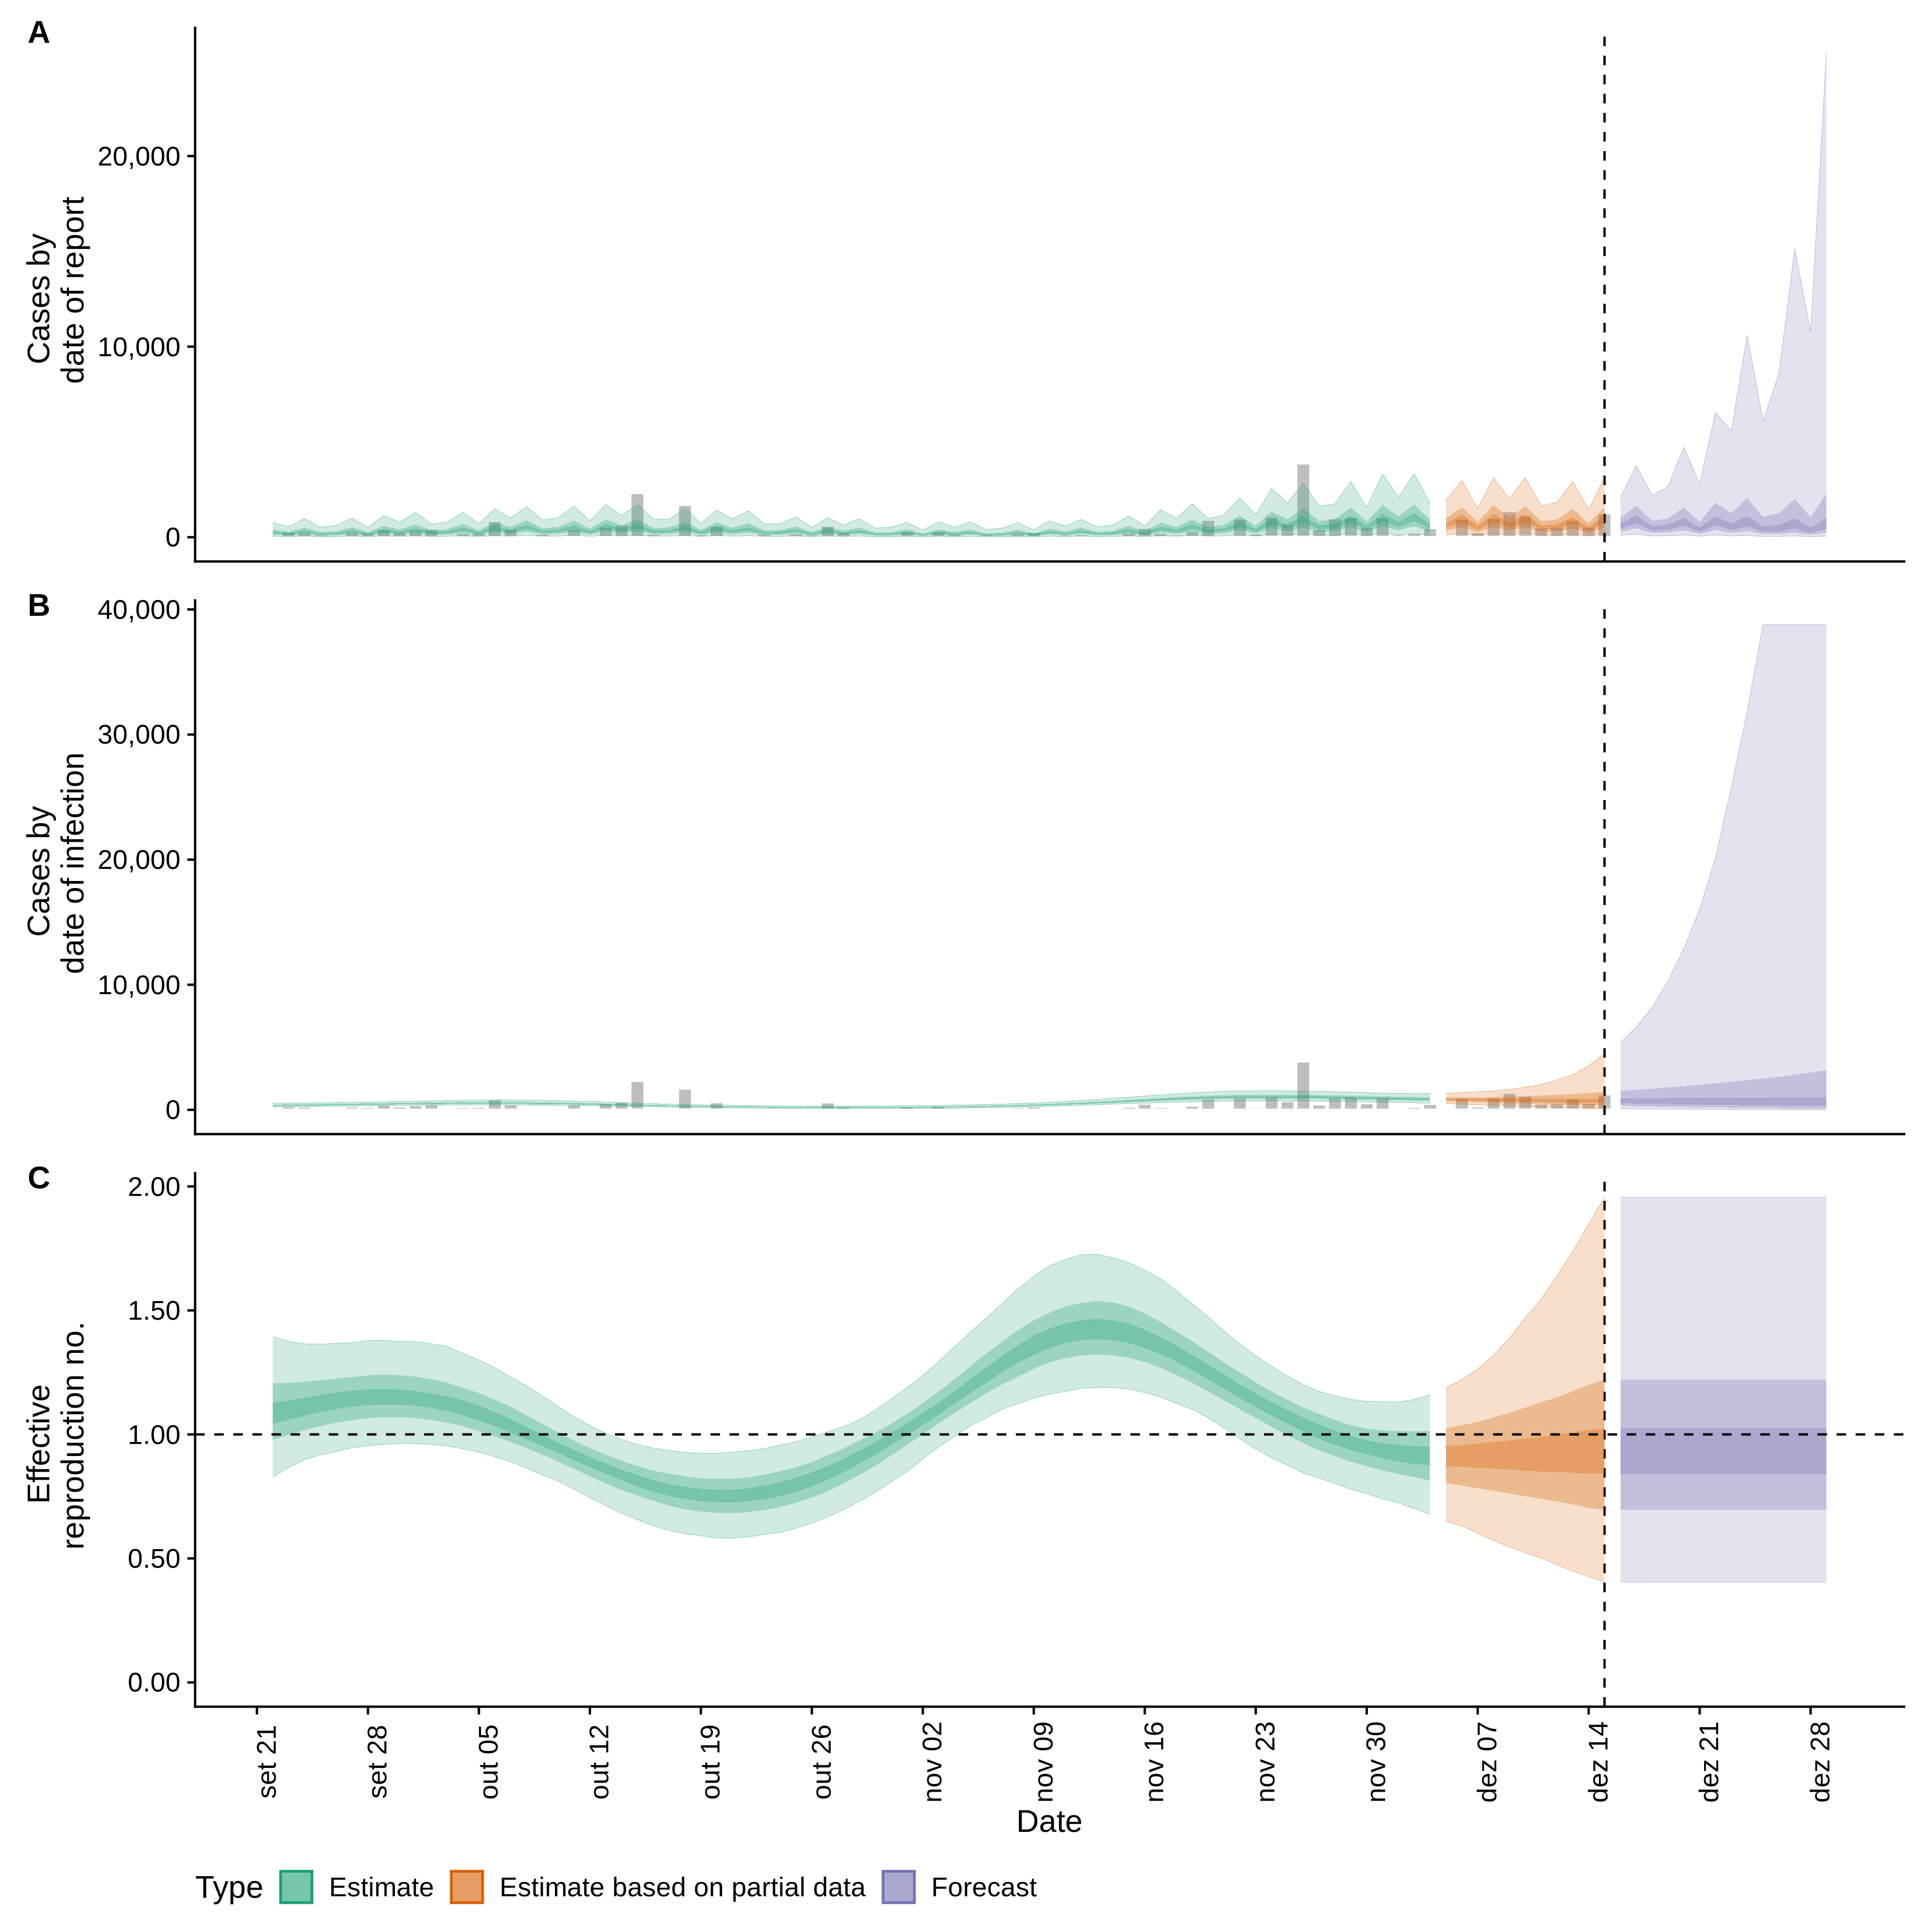 A
20,000
10,000
0
Cases by
date of report
B
40,000
30,000
20,000
10,000
0
Cases by
date of infection
C
2.00
1.50
1.00
0.50
0.00
Effective
reproduction no.
set 21
set 28
out 05
out 12
out 19
out 26
nov 02
nov 09
nov 16
nov 23
nov 30
dez 07
dez 14
dez 21
dez 28
Date
Type
Estimate
Estimate based on partial data
Forecast